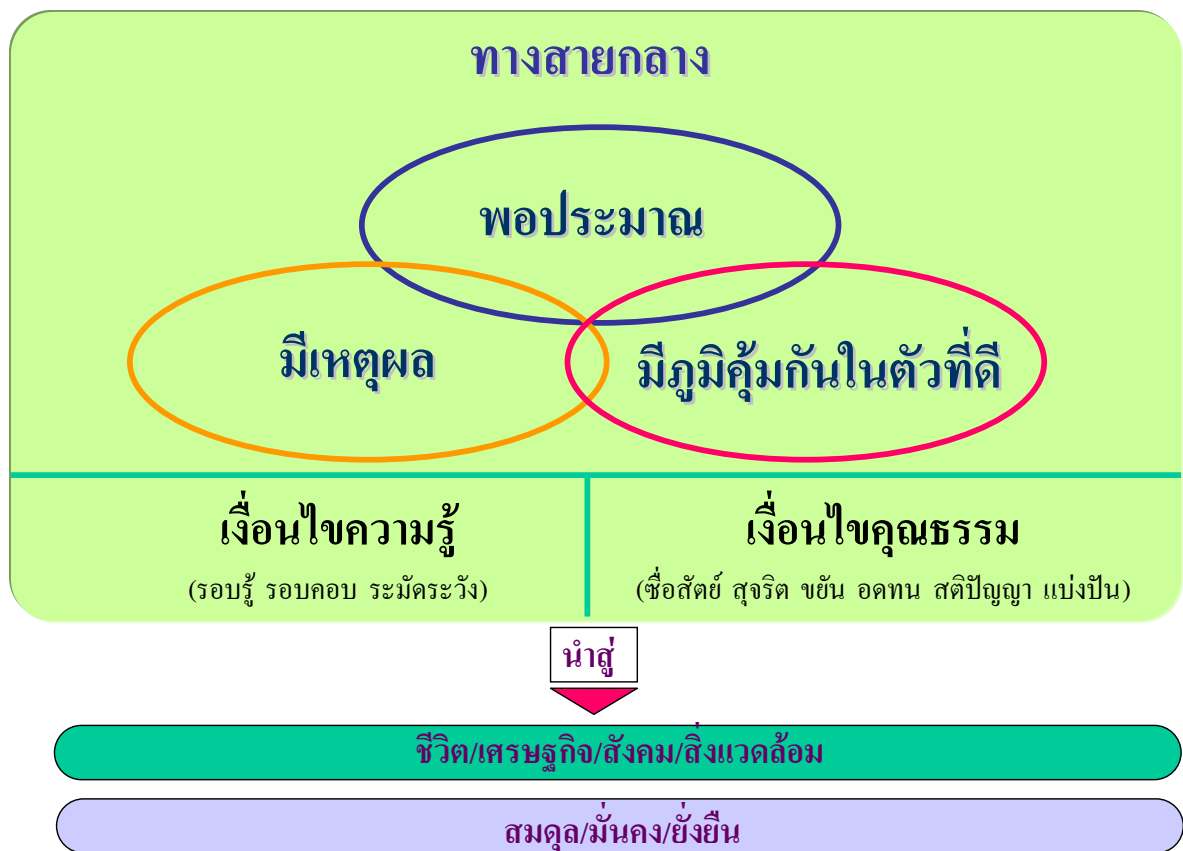 ทางสายกลาง
พอประมาณ
มีเหตุผล
มีภูมิคุ้มกันในตัวที่ดี
เงื่อนไขความรู้
(รอบรู้ รอบคอบ ระมัดระวัง)
เงื่อนไขคุณธรรม
(ซื่อสัตย์ สุจริต ขยัน อดทน สติปัญญา แบ่งปัน)
นำสู่
ชีวิต/เศรษฐกิจ/สังคม/สิ่งแวดล้อม
สมดุล/มั่นคง/ยั่งยืน